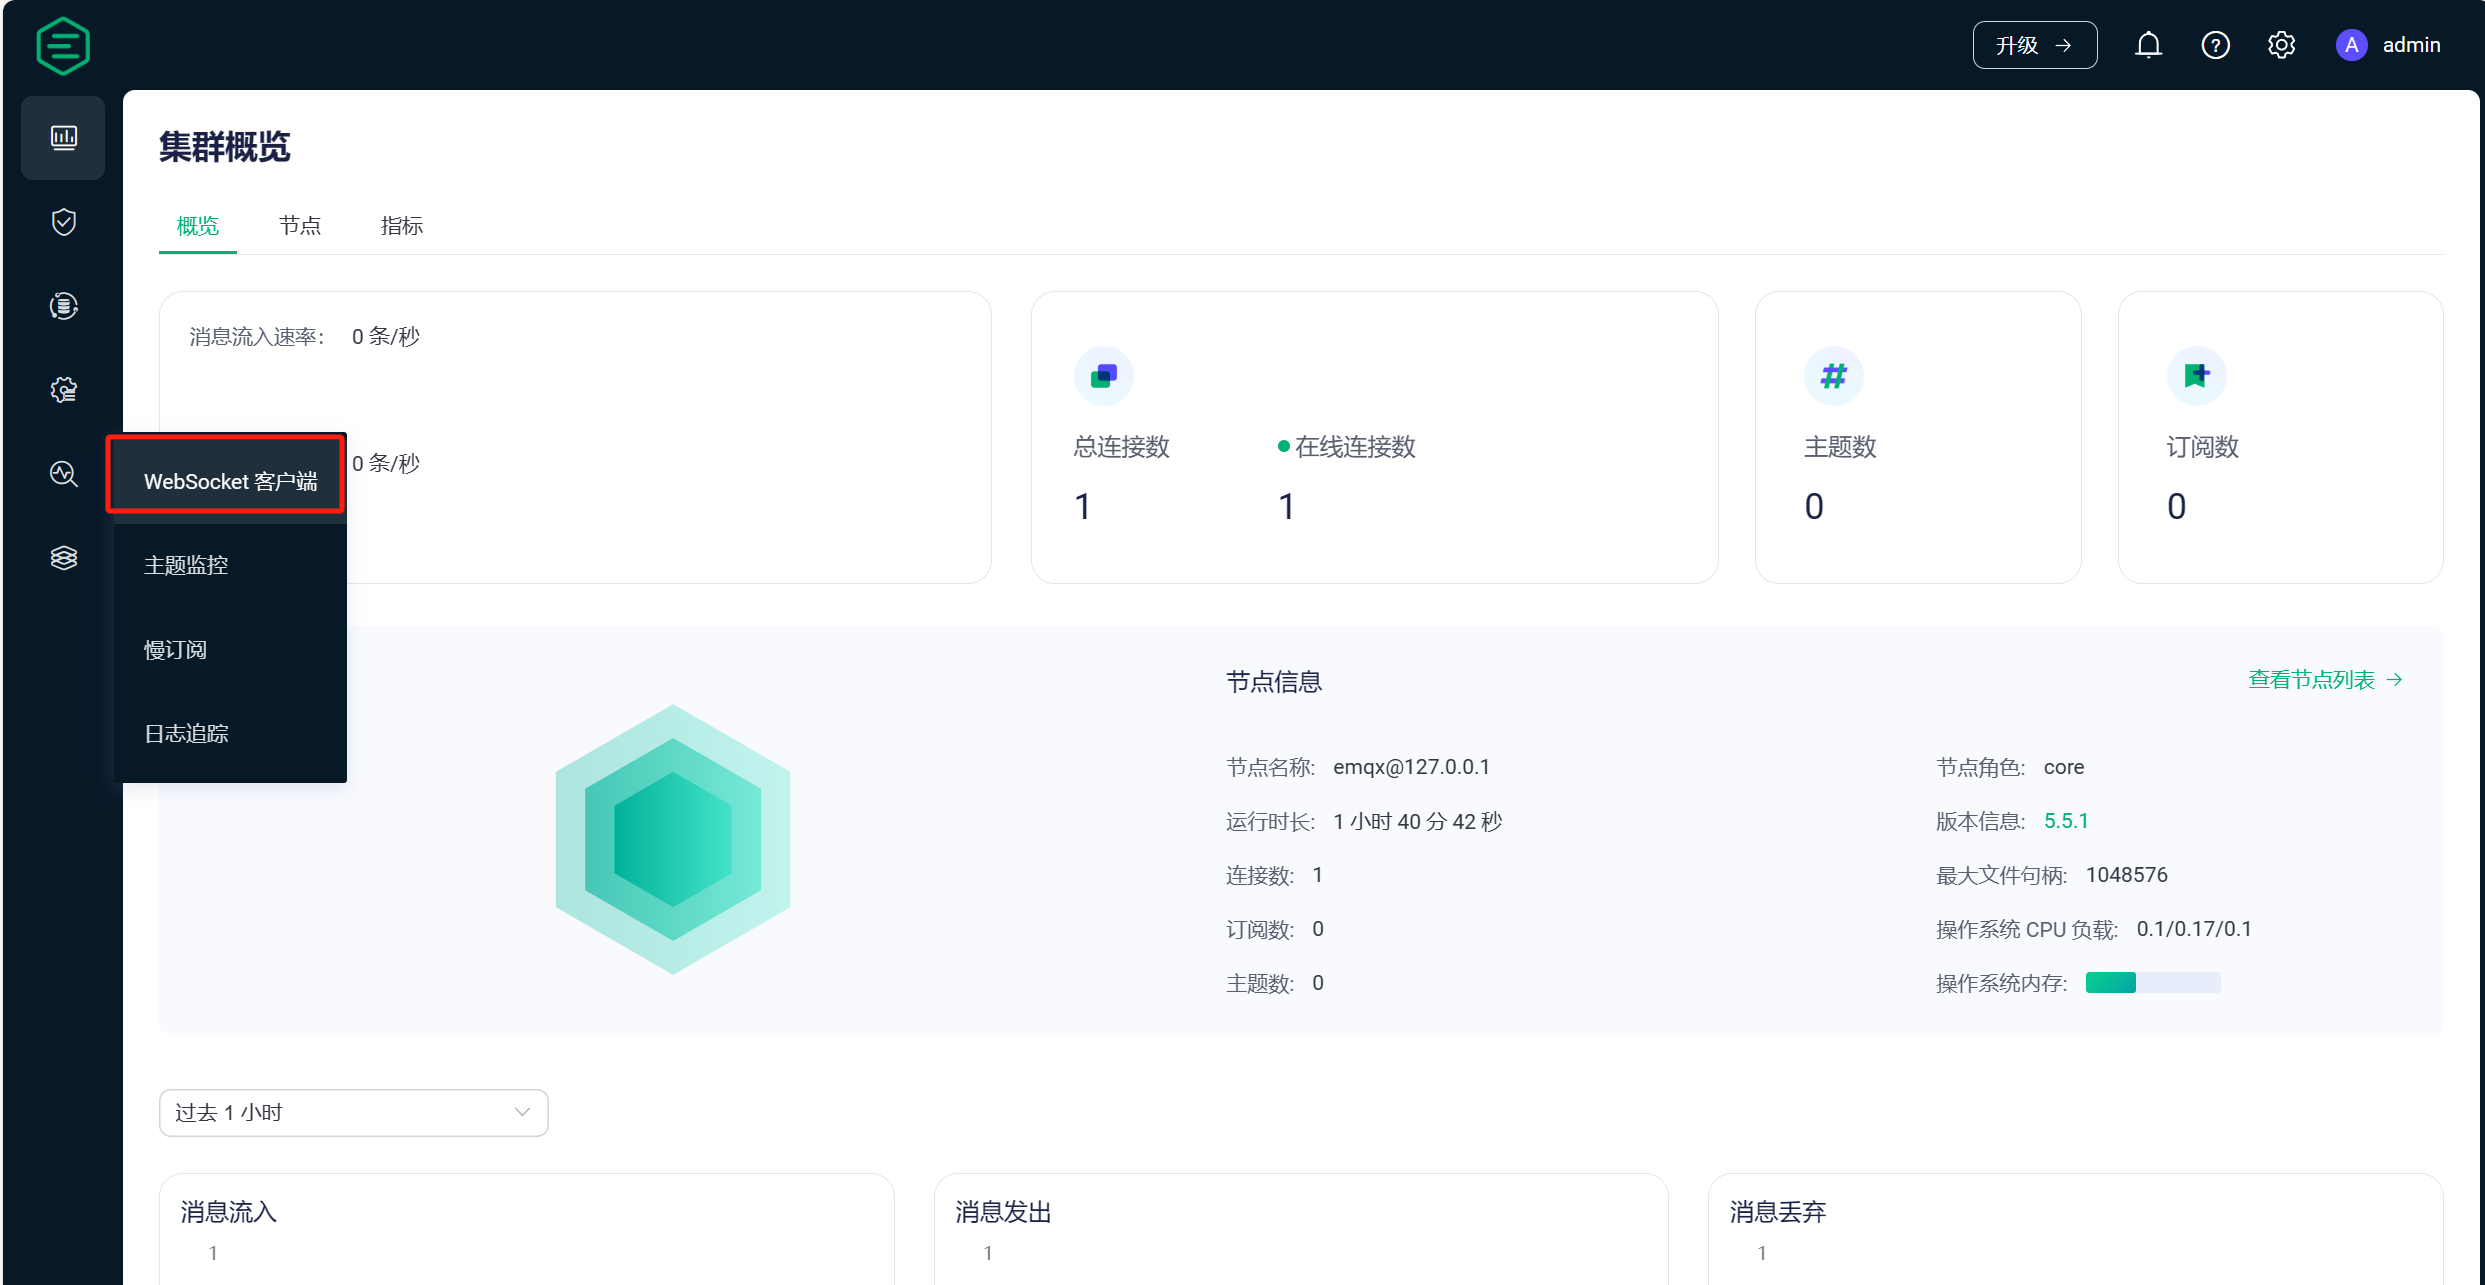 升级 →
?
A admin
集群概览
概览 节点 指标
消息流入速率: 0 条/秒
0 条/秒
总连接数
1
在线连接数
1
主题数
0
订阅数
0
WebSocket 客户端
主题监控
慢订阅
日志追踪
节点信息
查看节点列表 →
节点名称: emqx@127.0.0.1
节点角色: core
运行时长: 1 小时 40 分 42 秒
版本信息: 5.5.1
连接数: 1
最大文件句柄: 1048576
订阅数: 0
操作系统 CPU 负载: 0.1/0.17/0.1
主题数: 0
操作系统内存:
过去 1 小时
消息流入
1
消息发出
1
消息丢弃
1